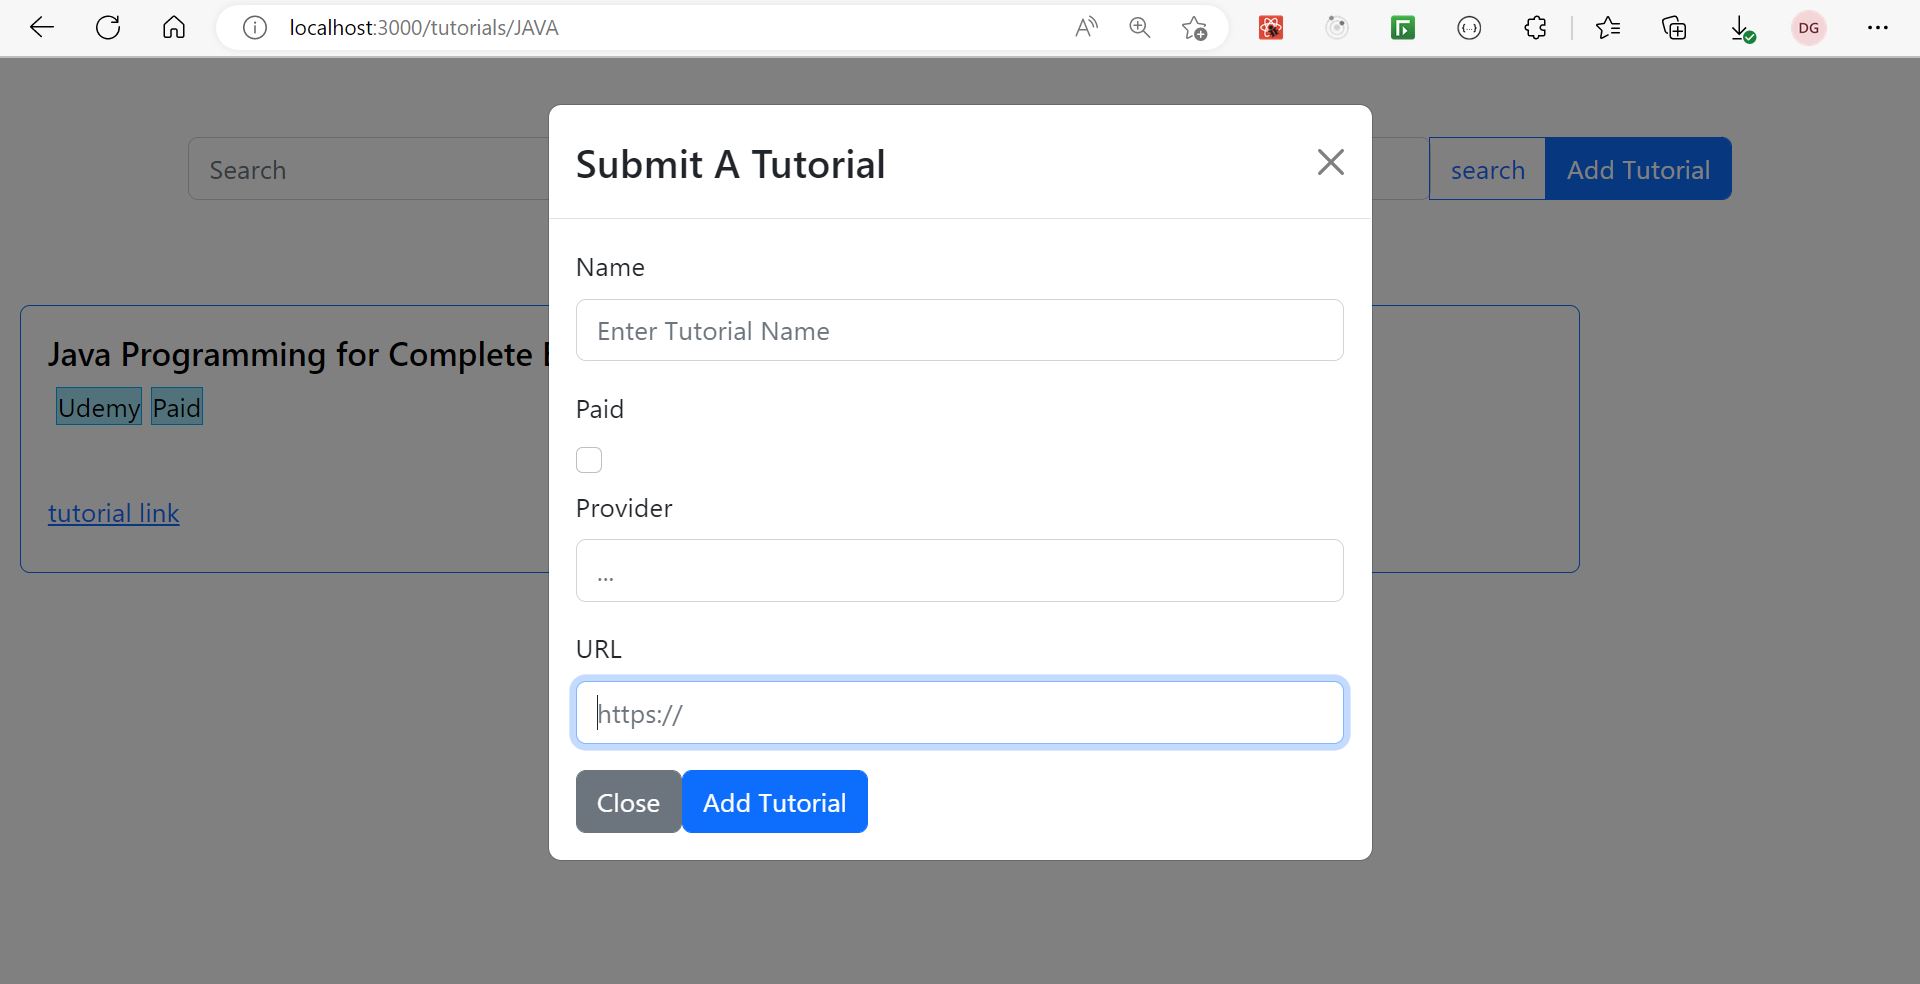 localhost:3000/tutorials/JAVA
DG
Submit A Tutorial
Search
search
Add Tutorial
Name
Enter Tutorial Name
Java Programming for Complete
Udemy Paid
tutorial link
Paid
Provider
...
URL
https://
Close
Add Tutorial